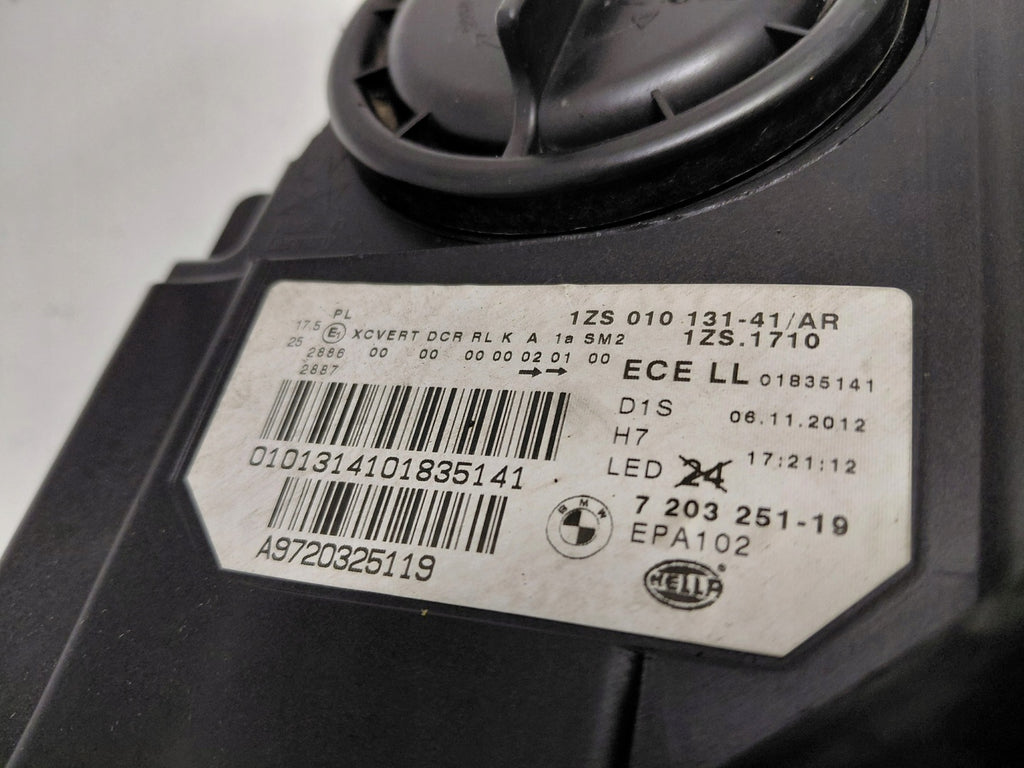 PL
17.5 E1 XCVERT DCR RL K A 1a SM2
25
2886 00 00 00 00 02 01 00
2887 →→
1ZS 010 131-41/AR
1ZS.1710
ECE LL 01835141
D1S 06.11.2012
H7
LED 24 17:21:12
0101314101835141
BMW 7 203 251-19
EPA102
A9720325119
HELLA